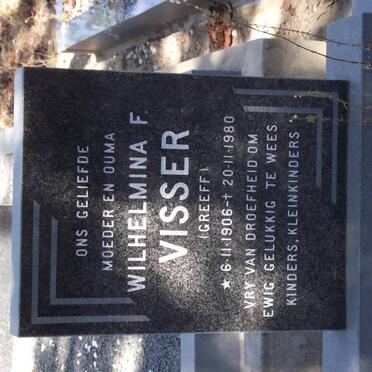 ONS GELIEFDE
MOEDER EN OUMA
WILHELMINA F.
VISSER
(GREEFF)
★ 6·11·1906 - † 20·11·1980
VRY VAN DROEFHEID OM
EWIG GELUKKIG TE WEES
KINDERS, KLEINKINDERS